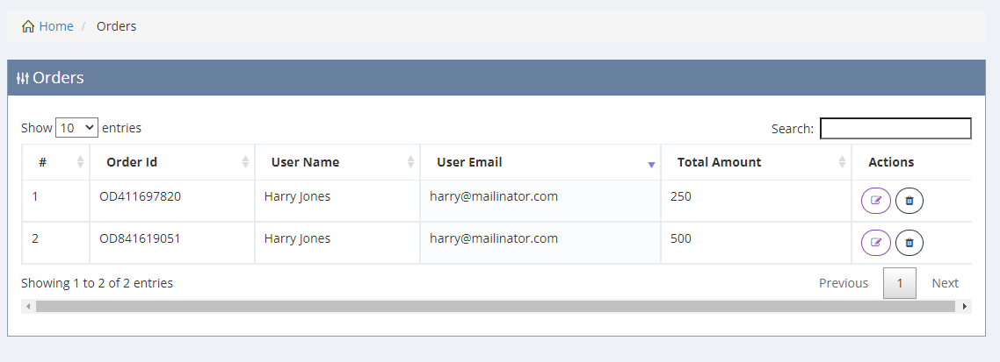 Home / Orders
Orders
Show 10 entries
Search:
# Order Id User Name User Email Total Amount Actions
1 OD411697820 Harry Jones harry@mailinator.com 250
2 OD841619051 Harry Jones harry@mailinator.com 500
Showing 1 to 2 of 2 entries
Previous 1 Next